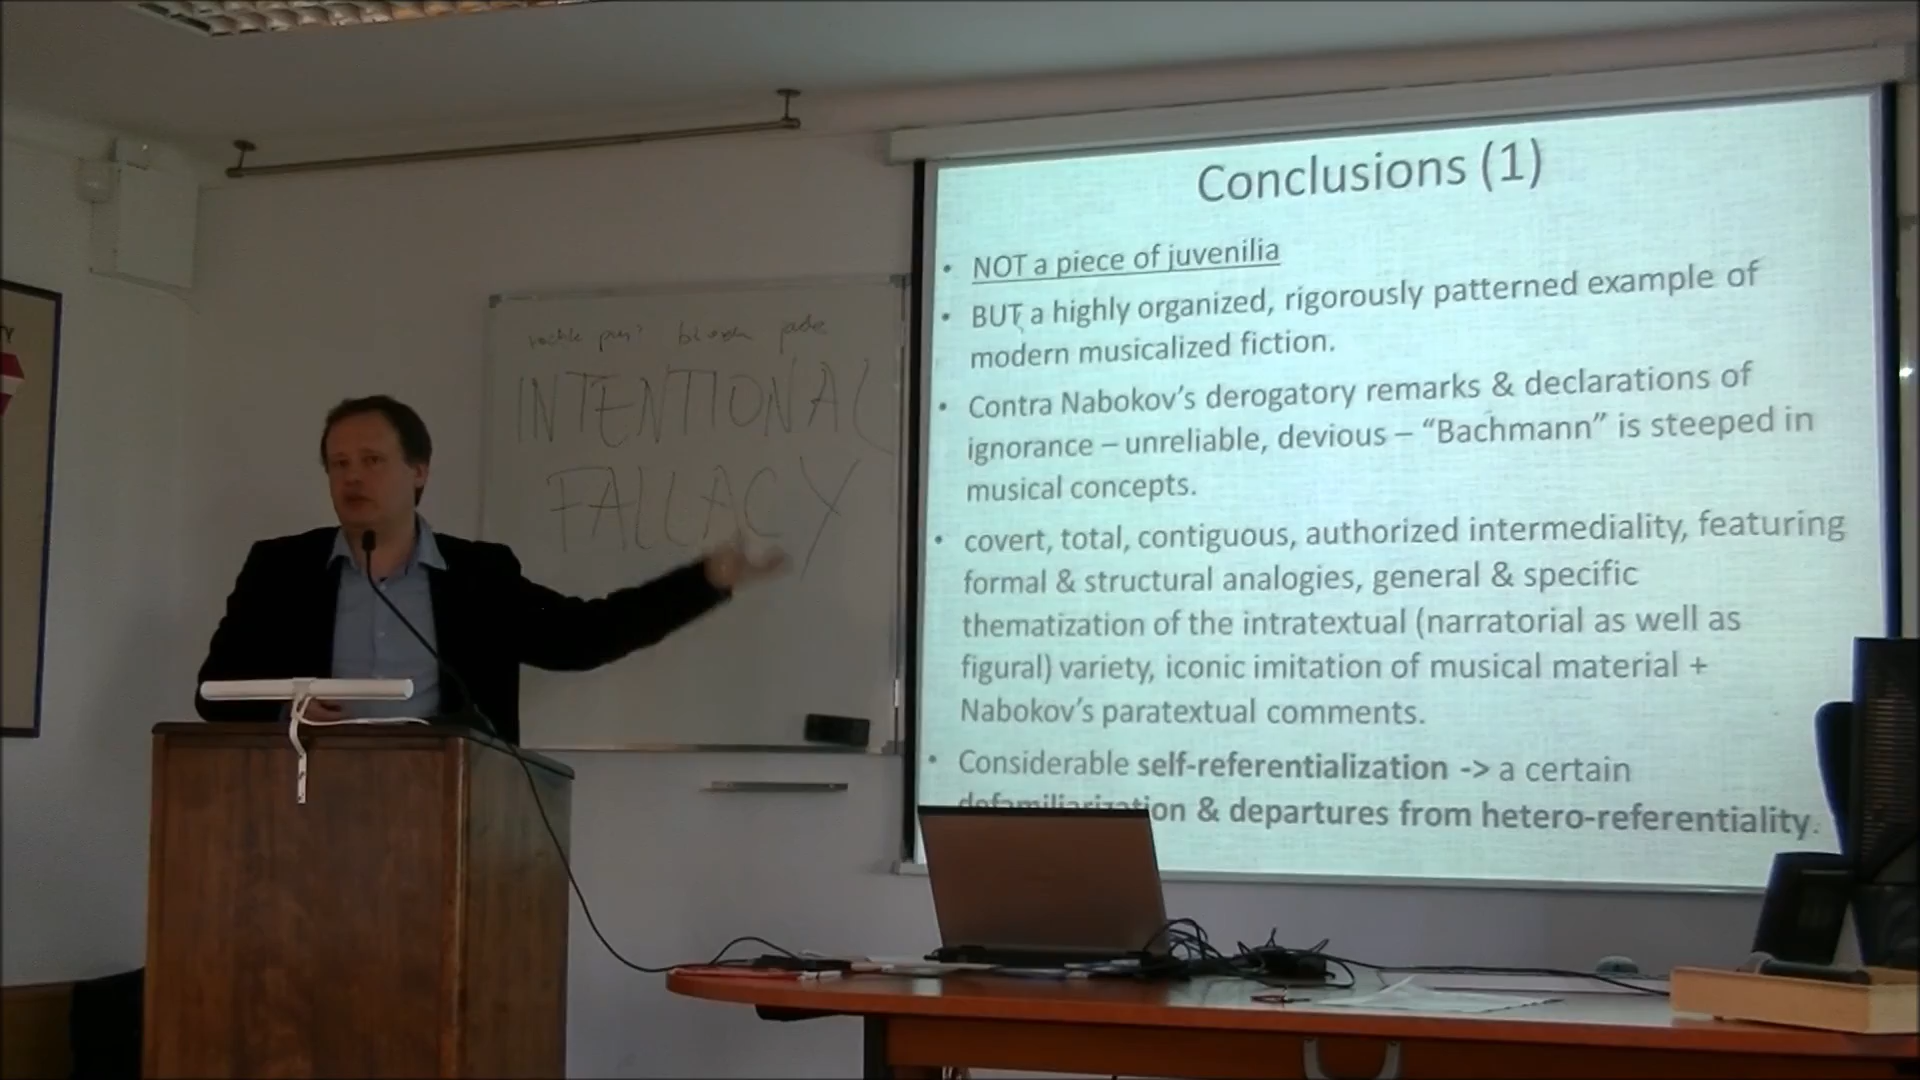 INTENTIONAL
FALLACY
Conclusions (1)
• NOT a piece of juvenilia
• BUT a highly organized, rigorously patterned example of
modern musicalized fiction.
• Contra Nabokov's derogatory remarks & declarations of
ignorance – unreliable, devious – “Bachmann” is steeped in
musical concepts.
• covert, total, contiguous, authorized intermediality, featuring
formal & structural analogies, general & specific
thematization of the intratextual (narratorial as well as
figural) variety, iconic imitation of musical material +
Nabokov's paratextual comments.
• Considerable self-referentialization -> a certain
defamiliarization & departures from hetero-referentiality.